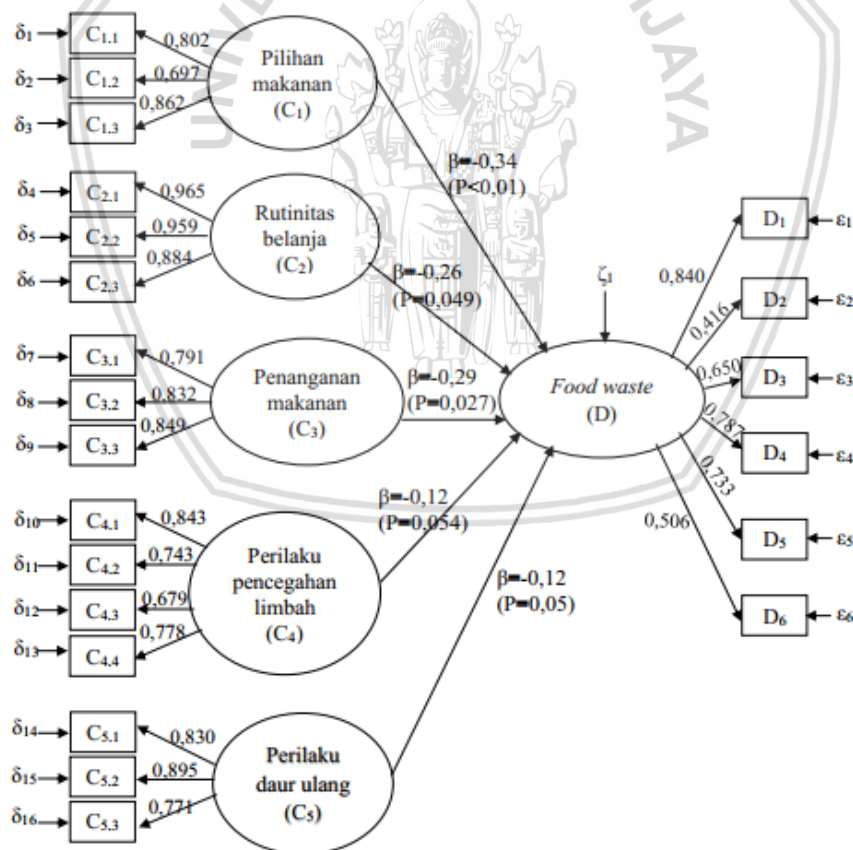 UNIVE
IJAYA
δ₁
C₁.₁
0,802
δ₂
C₁.₂
0,697
δ₃
C₁.₃
0,862
Pilihan
makanan
(C₁)
β=-0,34
(P<0,01)
δ₄
C₂.₁
0,965
δ₅
C₂.₂
0,959
δ₆
C₂.₃
0,884
Rutinitas
belanja
(C₂)
β=-0,26
(P=0,049)
δ₇
C₃.₁
0,791
δ₈
C₃.₂
0,832
δ₉
C₃.₃
0,849
Penanganan
makanan
(C₃)
β=-0,29
(P=0,027)
δ₁₀
C₄.₁
0,843
δ₁₁
C₄.₂
0,743
δ₁₂
C₄.₃
0,679
δ₁₃
C₄.₄
0,778
Perilaku
pencegahan
limbah
(C₄)
β=-0,12
(P=0,054)
δ₁₄
C₅.₁
0,830
δ₁₅
C₅.₂
0,895
δ₁₆
C₅.₃
0,771
Perilaku
daur ulang
(C₅)
β=-0,12
(P=0,05)
ζ₁
Food waste
(D)
0,840
D₁
ε₁
0,416
D₂
ε₂
0,650
D₃
ε₃
0,787
D₄
ε₄
0,733
D₅
ε₅
0,506
D₆
ε₆